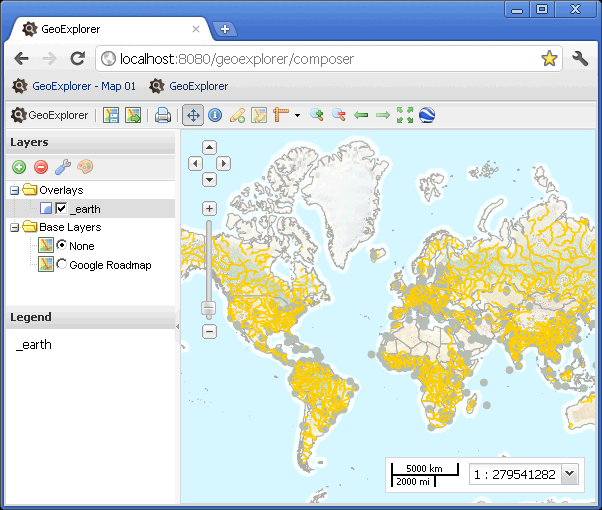 GeoExplorer
localhost:8080/geoexplorer/composer
GeoExplorer - Map 01 GeoExplorer
GeoExplorer
Layers
Overlays
_earth
Base Layers
None
Google Roadmap
Legend
_earth
5000 km
2000 mi
1 : 279541282